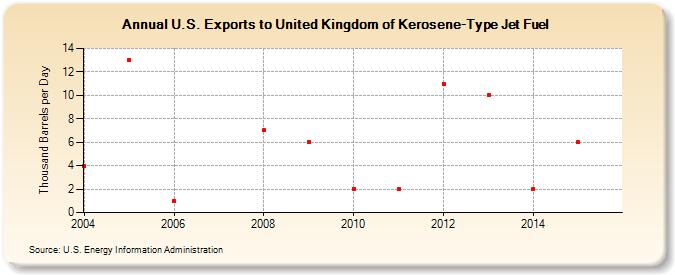 Annual U.S. Exports to United Kingdom of Kerosene-Type Jet Fuel
Thousand Barrels per Day
14
12
10
8
6
4
2
0
2004 2006 2008 2010 2012 2014
Source: U.S. Energy Information Administration